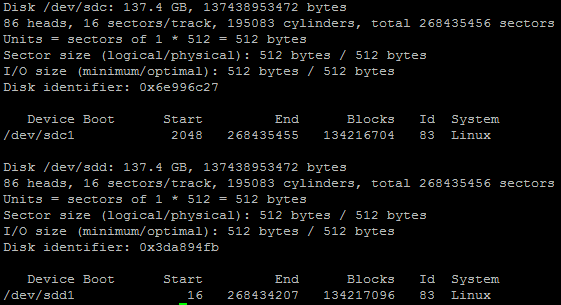 Disk /dev/sdc: 137.4 GB, 137438953472 bytes
86 heads, 16 sectors/track, 195083 cylinders, total 268435456 sectors
Units = sectors of 1 * 512 = 512 bytes
Sector size (logical/physical): 512 bytes / 512 bytes
I/O size (minimum/optimal): 512 bytes / 512 bytes
Disk identifier: 0x6e996c27
Device Boot Start End Blocks Id System
/dev/sdc1 2048 268435455 134216704 83 Linux
Disk /dev/sdd: 137.4 GB, 137438953472 bytes
86 heads, 16 sectors/track, 195083 cylinders, total 268435456 sectors
Units = sectors of 1 * 512 = 512 bytes
Sector size (logical/physical): 512 bytes / 512 bytes
I/O size (minimum/optimal): 512 bytes / 512 bytes
Disk identifier: 0x3da894fb
Device Boot Start End Blocks Id System
/dev/sdd1 16 268434207 134217096 83 Linux